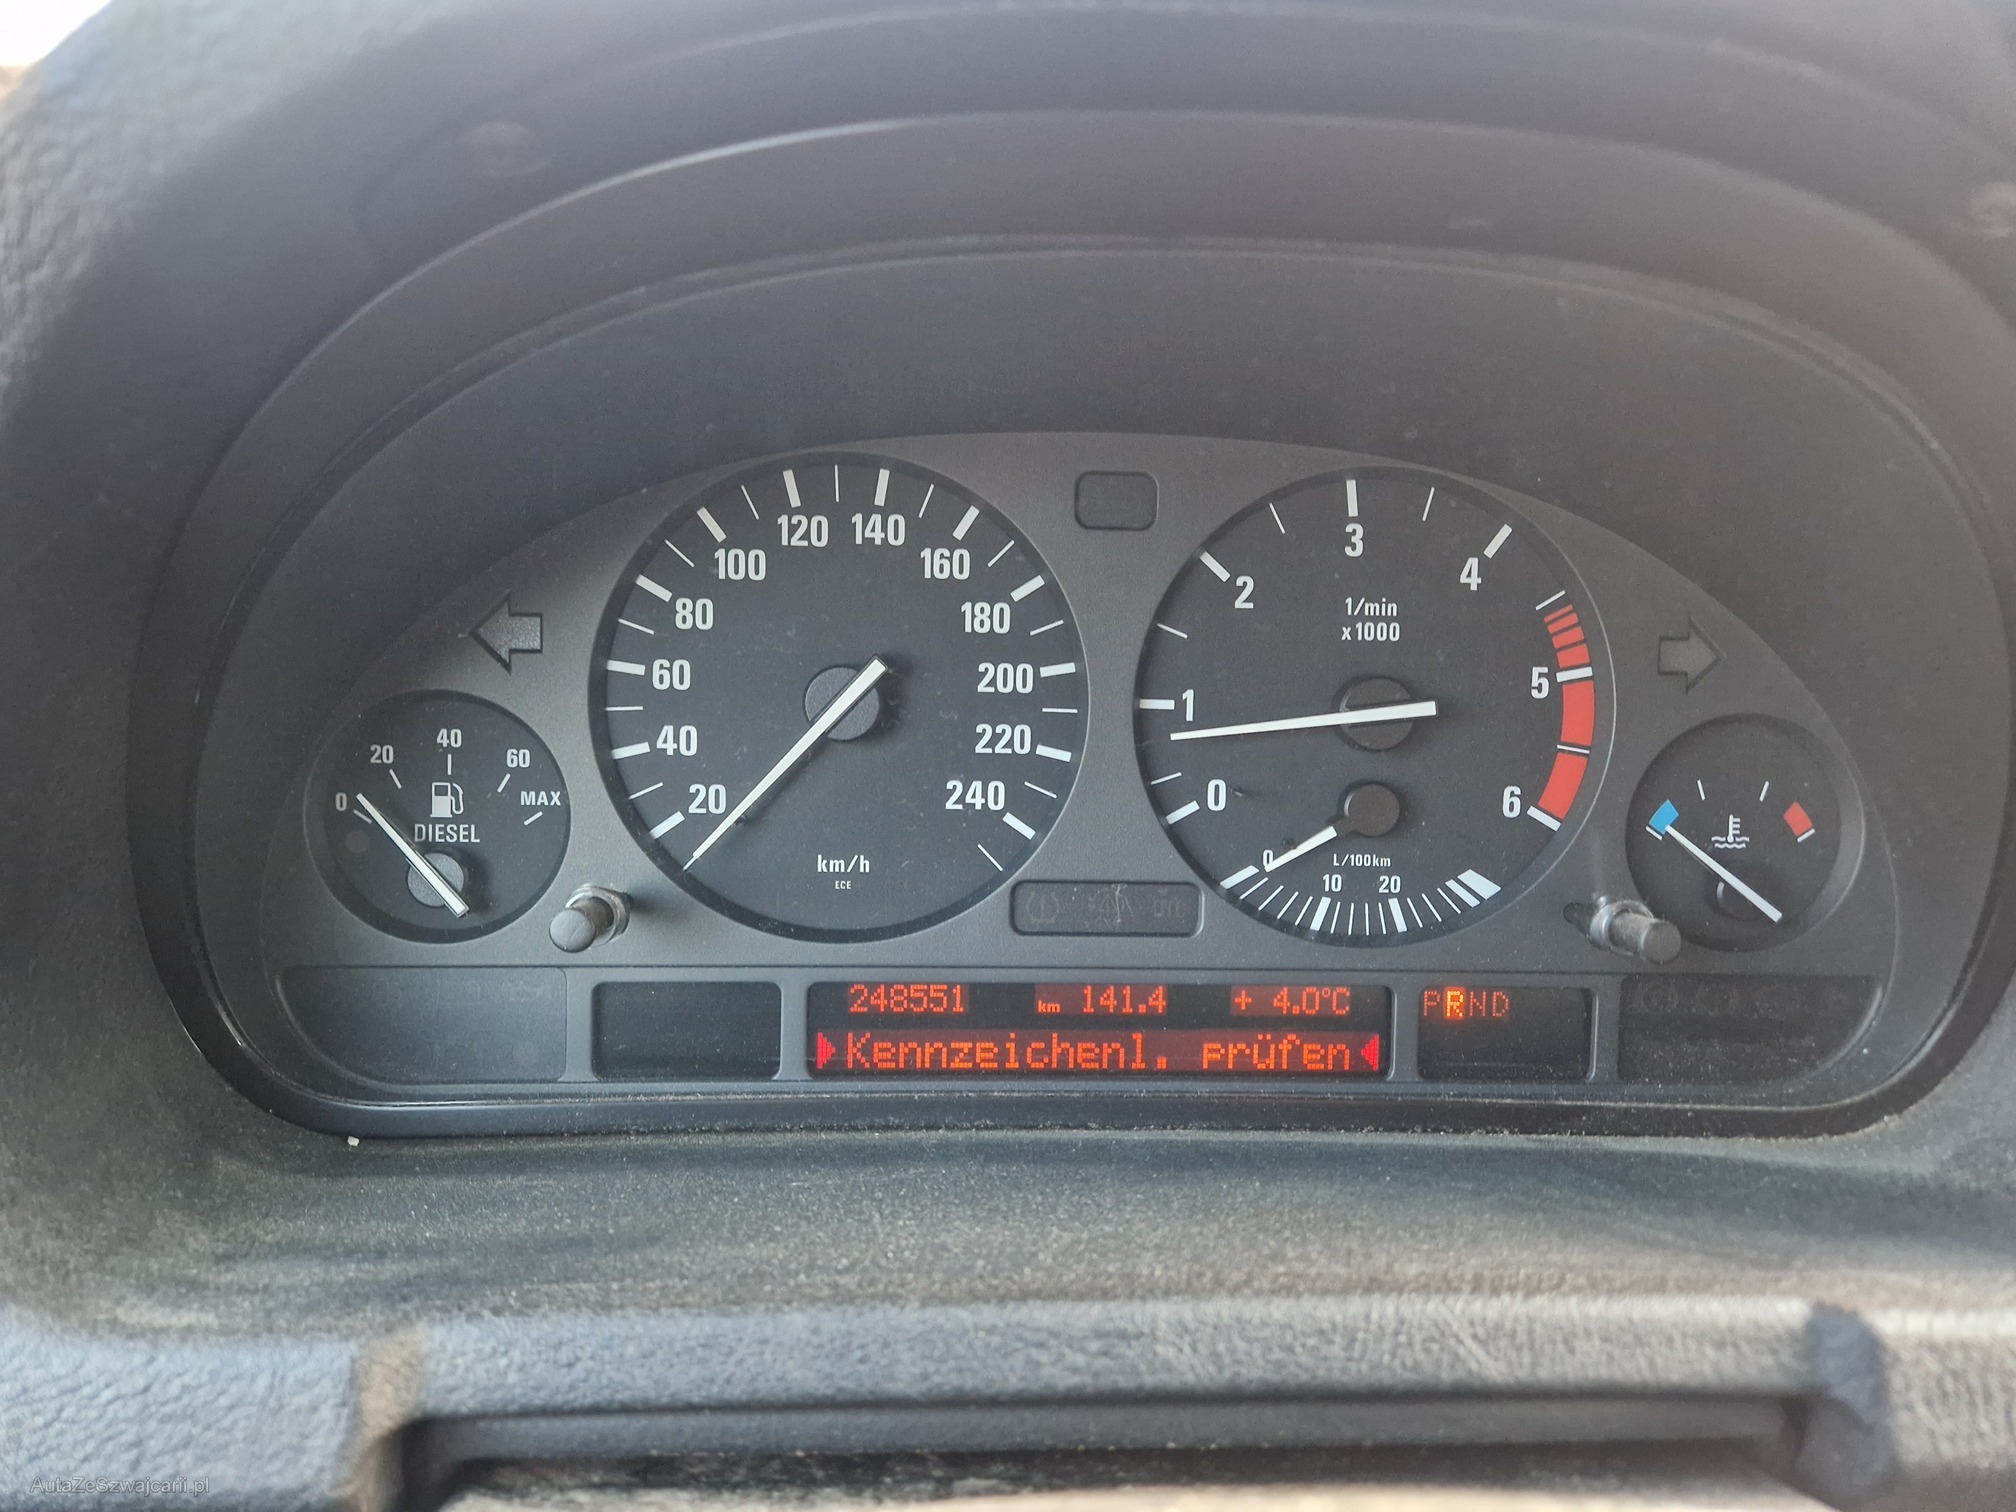 120 140
100 160
80 180
60 200
40 220
20 240
km/h
ECE
0 20 40 60 MAX
DIESEL
0 1 2 3 4 5 6
1/min
x1000
0 10 20
L/100km
248551 km 141.4 + 4.0°C
Kennzeichenl. prüfen
PRND
AutaZeSzwajcarii.pl